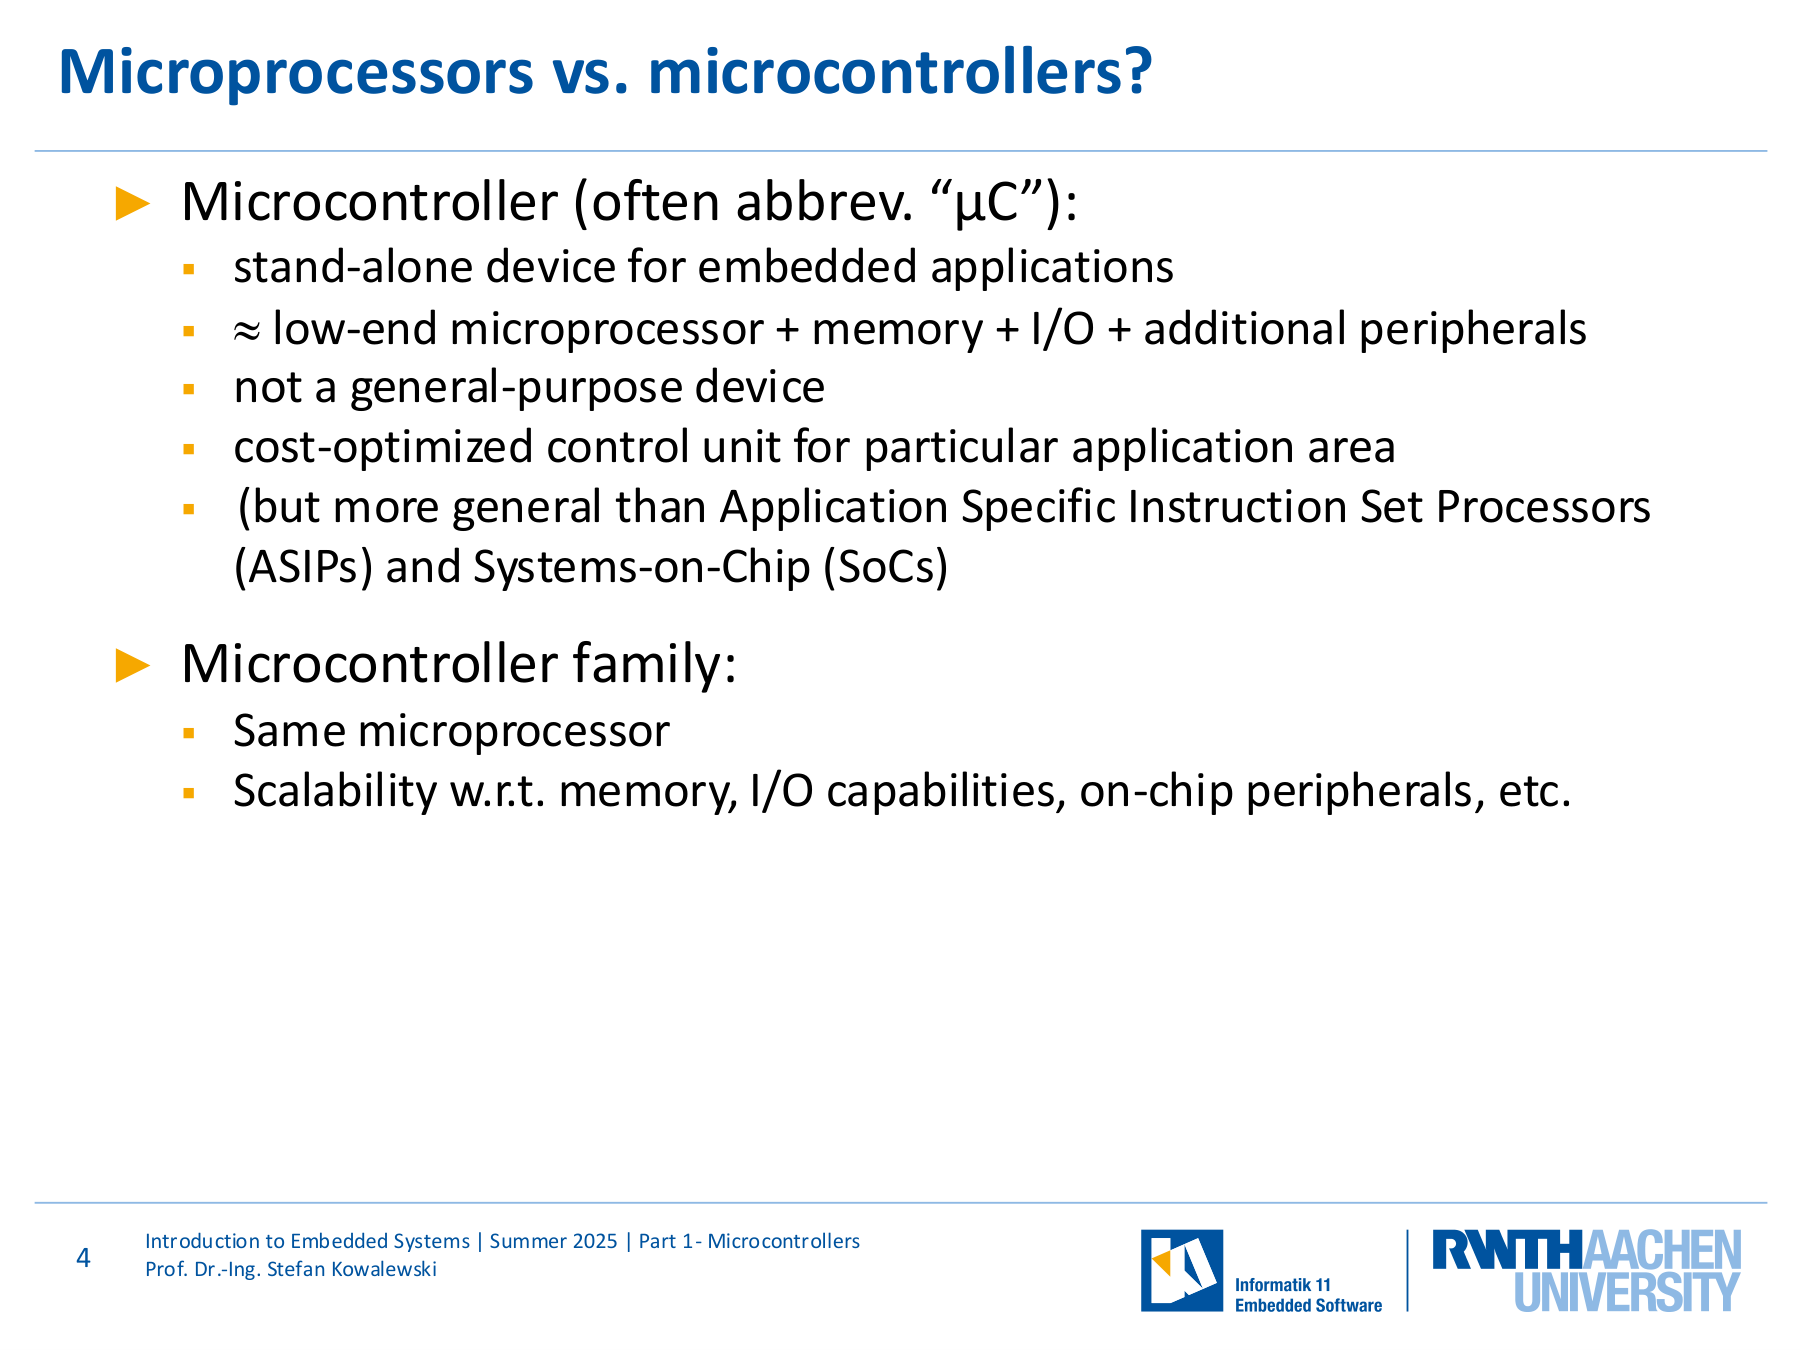 Microprocessors vs. microcontrollers?
► Microcontroller (often abbrev. “µC”):
▪ stand-alone device for embedded applications
▪ ≈ low-end microprocessor + memory + I/O + additional peripherals
▪ not a general-purpose device
▪ cost-optimized control unit for particular application area
▪ (but more general than Application Specific Instruction Set Processors
(ASIPs) and Systems-on-Chip (SoCs)
► Microcontroller family:
▪ Same microprocessor
▪ Scalability w.r.t. memory, I/O capabilities, on-chip peripherals, etc.
4
Introduction to Embedded Systems | Summer 2025 | Part 1- Microcontrollers
Prof. Dr.-Ing. Stefan Kowalewski
Informatik 11
Embedded Software
RWTHAACHEN
UNIVERSITY